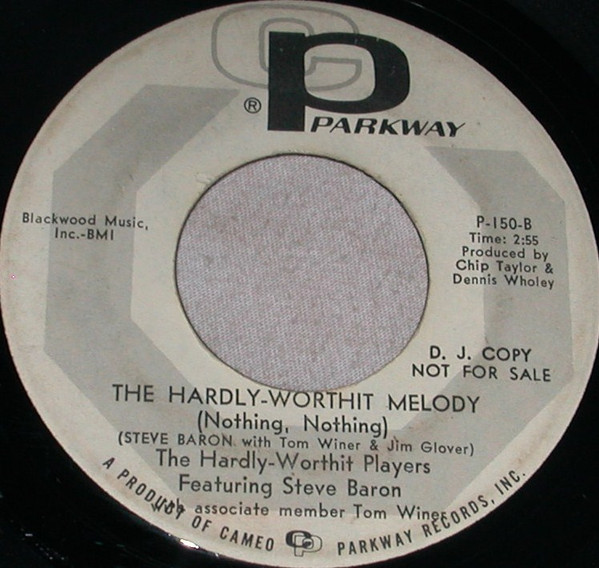 ®
PARKWAY
Blackwood Music,
Inc.-BMI
P-150-B
Time: 2:55
Produced by
Chip Taylor &
Dennis Wholey
D. J. COPY
NOT FOR SALE
THE HARDLY-WORTHIT MELODY
(Nothing, Nothing)
(STEVE BARON with Tom Winer & Jim Glover)
The Hardly-Worthit Players
Featuring Steve Baron
with associate member Tom Winer
A PRODUCT OF CAMEO CP PARKWAY RECORDS, INC.